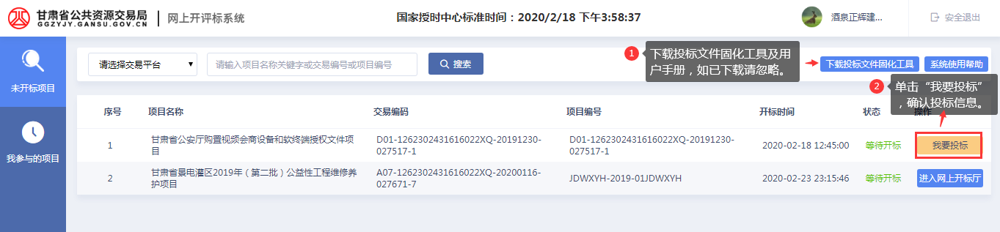 甘肃省公共资源交易局
GGZYJY.GANSU.GOV.CN
网上开评标系统
国家授时中心标准时间：2020/2/18 下午3:58:37
酒泉正辉建...
安全退出
未开标项目
我参与的项目
请选择交易平台
请输入项目名称关键字或交易编号或项目编号
搜索
1
下载投标文件固化工具及用
户手册，如已下载请忽略。
下载投标文件固化工具
系统使用帮助
2
单击“我要投标”
，确认投标信息。
序号 项目名称 交易编码 项目编号 开标时间 状态 操作
1
甘肃省公安厅购置视频会商设备和软终端授权文件项
目
D01-1262302431616022XQ-20191230-
027517-1
D01-1262302431616022XQ-20191230-
027517-1
2020-02-18 12:45:00
等待开标
我要投标
2
甘肃省景电灌区2019年（第二批）公益性工程维修养
护项目
A07-1262302431616022XQ-20200116-
027671-7
JDWXYH-2019-01JDWXYH
2020-02-23 23:15:46
等待开标
进入网上开标厅